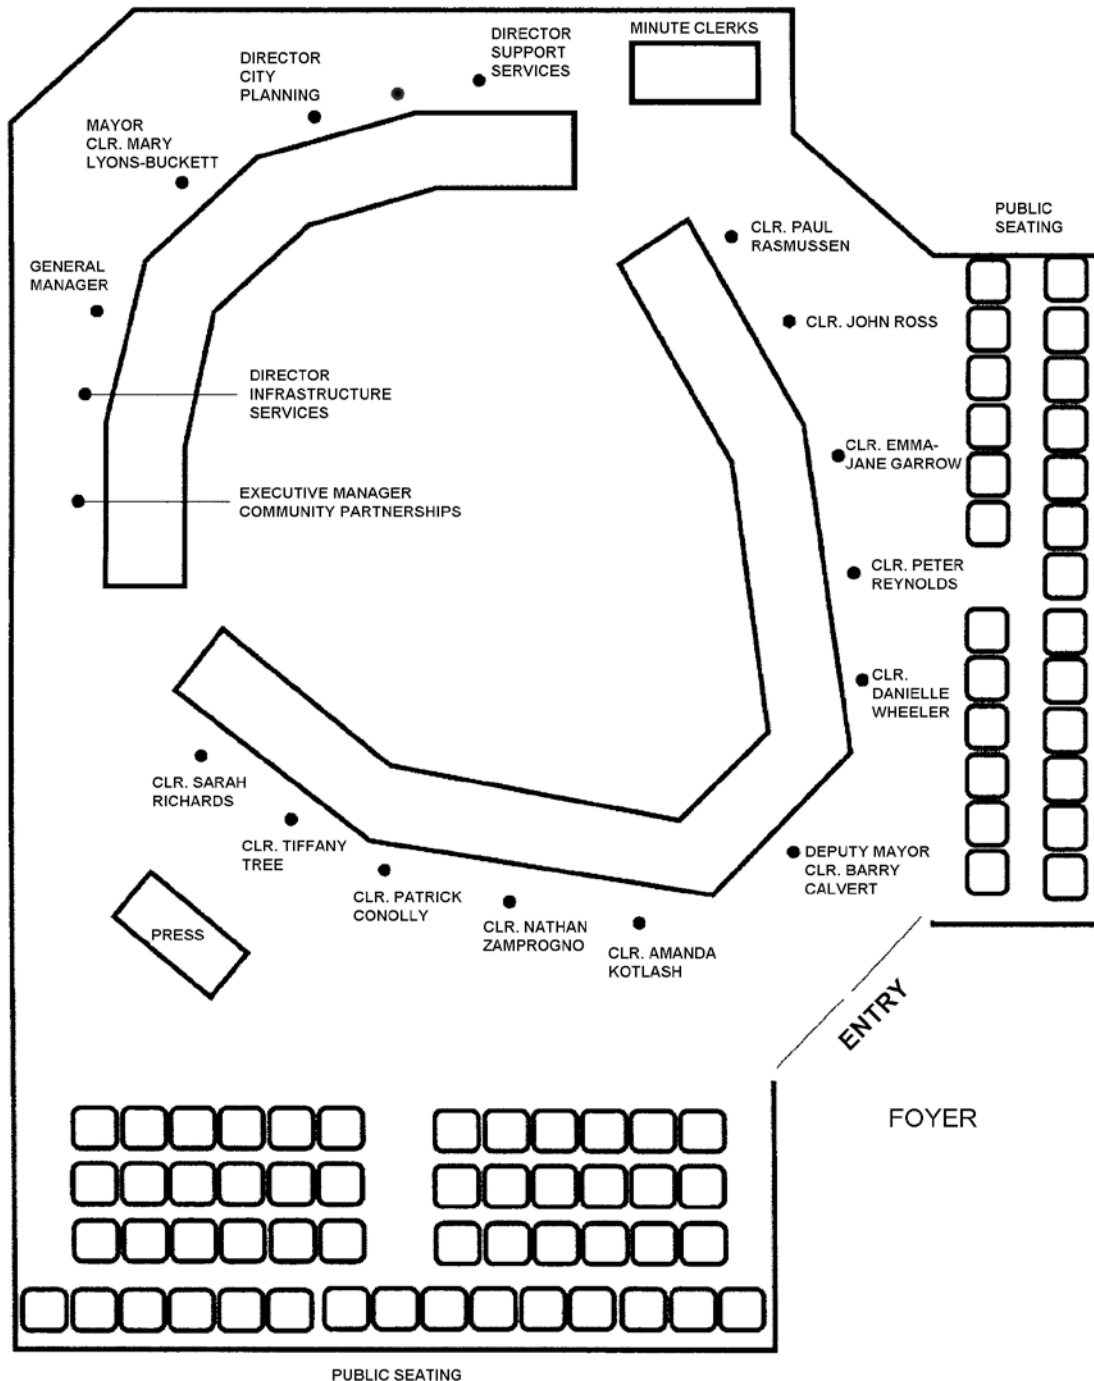 MINUTE CLERKS
DIRECTOR
SUPPORT
SERVICES
DIRECTOR
CITY
PLANNING
MAYOR
CLR. MARY
LYONS-BUCKETT
GENERAL
MANAGER
DIRECTOR
INFRASTRUCTURE
SERVICES
EXECUTIVE MANAGER
COMMUNITY PARTNERSHIPS
CLR. PAUL
RASMUSSEN
PUBLIC
SEATING
CLR. JOHN ROSS
CLR. EMMA-
JANE GARROW
CLR. PETER
REYNOLDS
CLR.
DANIELLE
WHEELER
DEPUTY MAYOR
CLR. BARRY
CALVERT
CLR. SARAH
RICHARDS
CLR. TIFFANY
TREE
CLR. PATRICK
CONOLLY
CLR. NATHAN
ZAMPROGNO
CLR. AMANDA
KOTLASH
PRESS
ENTRY
FOYER
PUBLIC SEATING